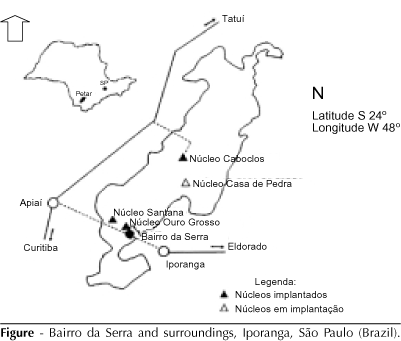 Tatuí
SP
Petar
N
Latitude S 24º
Longitude W 48º
Núcleo Caboclos
Núcleo Casa de Pedra
Apiaí
Núcleo Santana
Núcleo Ouro Grosso
Bairro da Serra
Curitiba
Eldorado
Iporanga
Legenda:
Núcleos implantados
Núcleos em implantação
Figure - Bairro da Serra and surroundings, Iporanga, São Paulo (Brazil).